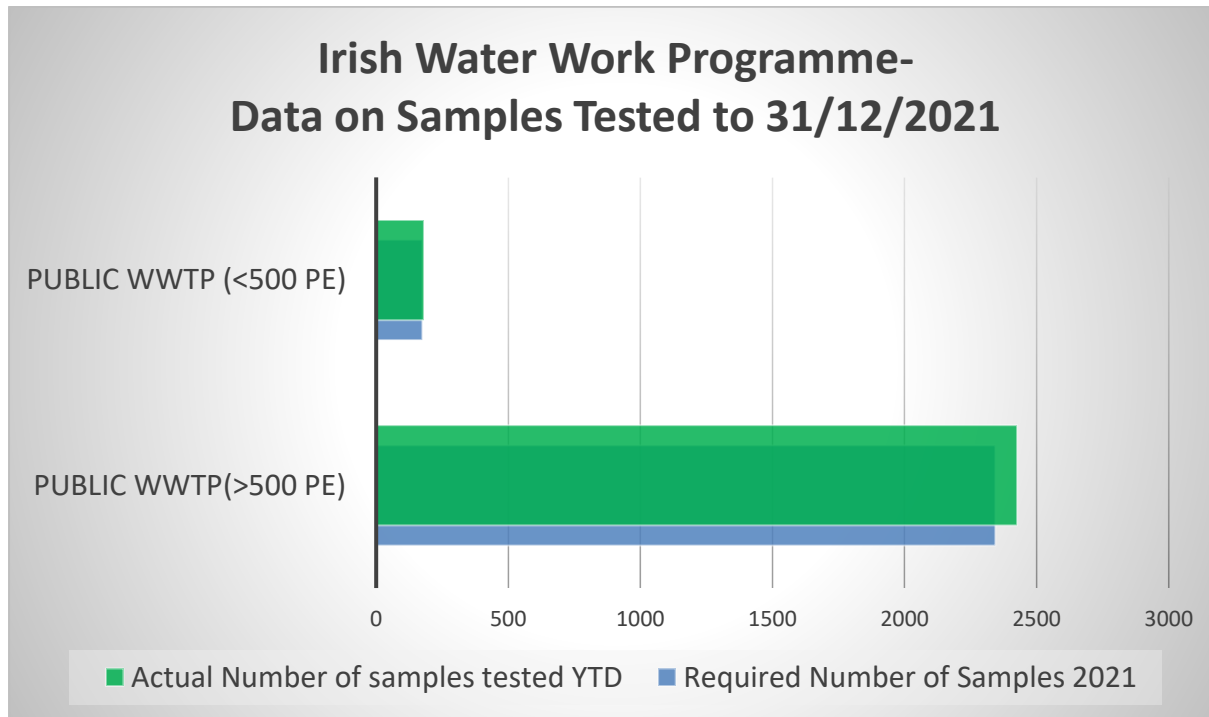 Irish Water Work Programme-
Data on Samples Tested to 31/12/2021
PUBLIC WWTP (<500 PE)
PUBLIC WWTP(>500 PE)
0 500 1000 1500 2000 2500 3000
Actual Number of samples tested YTD Required Number of Samples 2021